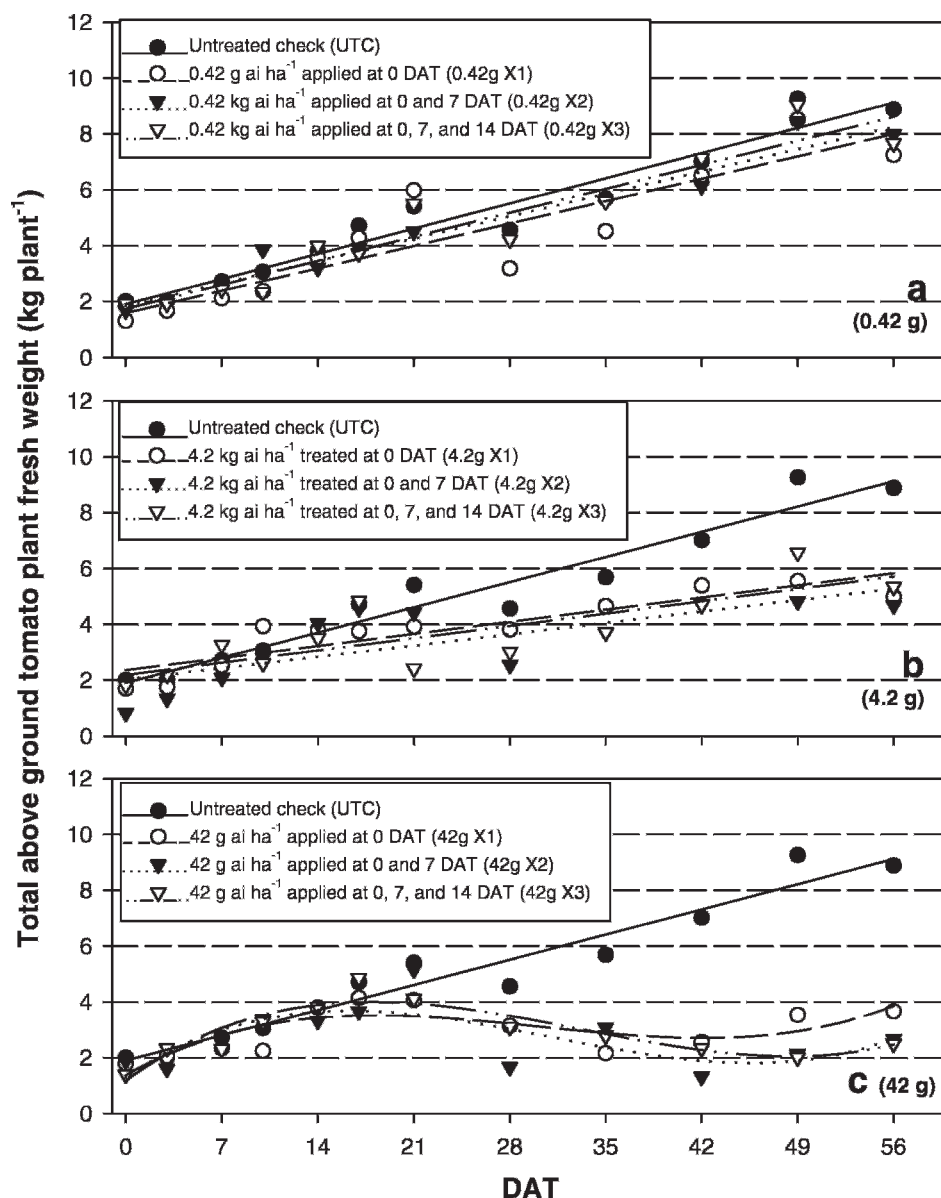 Total above ground tomato plant fresh weight (kg plant⁻¹)
12
10
8
6
4
2
0
Untreated check (UTC)
0.42 g ai ha⁻¹ applied at 0 DAT (0.42g X1)
0.42 kg ai ha⁻¹ applied at 0 and 7 DAT (0.42g X2)
0.42 kg ai ha⁻¹ applied at 0, 7, and 14 DAT (0.42g X3)
a
(0.42 g)
12
10
8
6
4
2
0
Untreated check (UTC)
4.2 kg ai ha⁻¹ treated at 0 DAT (4.2g X1)
4.2 kg ai ha⁻¹ treated at 0 and 7 DAT (4.2g X2)
4.2 kg ai ha⁻¹ treated at 0, 7, and 14 DAT (4.2g X3)
b
(4.2 g)
12
10
8
6
4
2
0
Untreated check (UTC)
42 g ai ha⁻¹ applied at 0 DAT (42g X1)
42 g ai ha⁻¹ applied at 0 and 7 DAT (42g X2)
42 g ai ha⁻¹ applied at 0, 7, and 14 DAT (42g X3)
c (42 g)
0 7 14 21 28 35 42 49 56
DAT